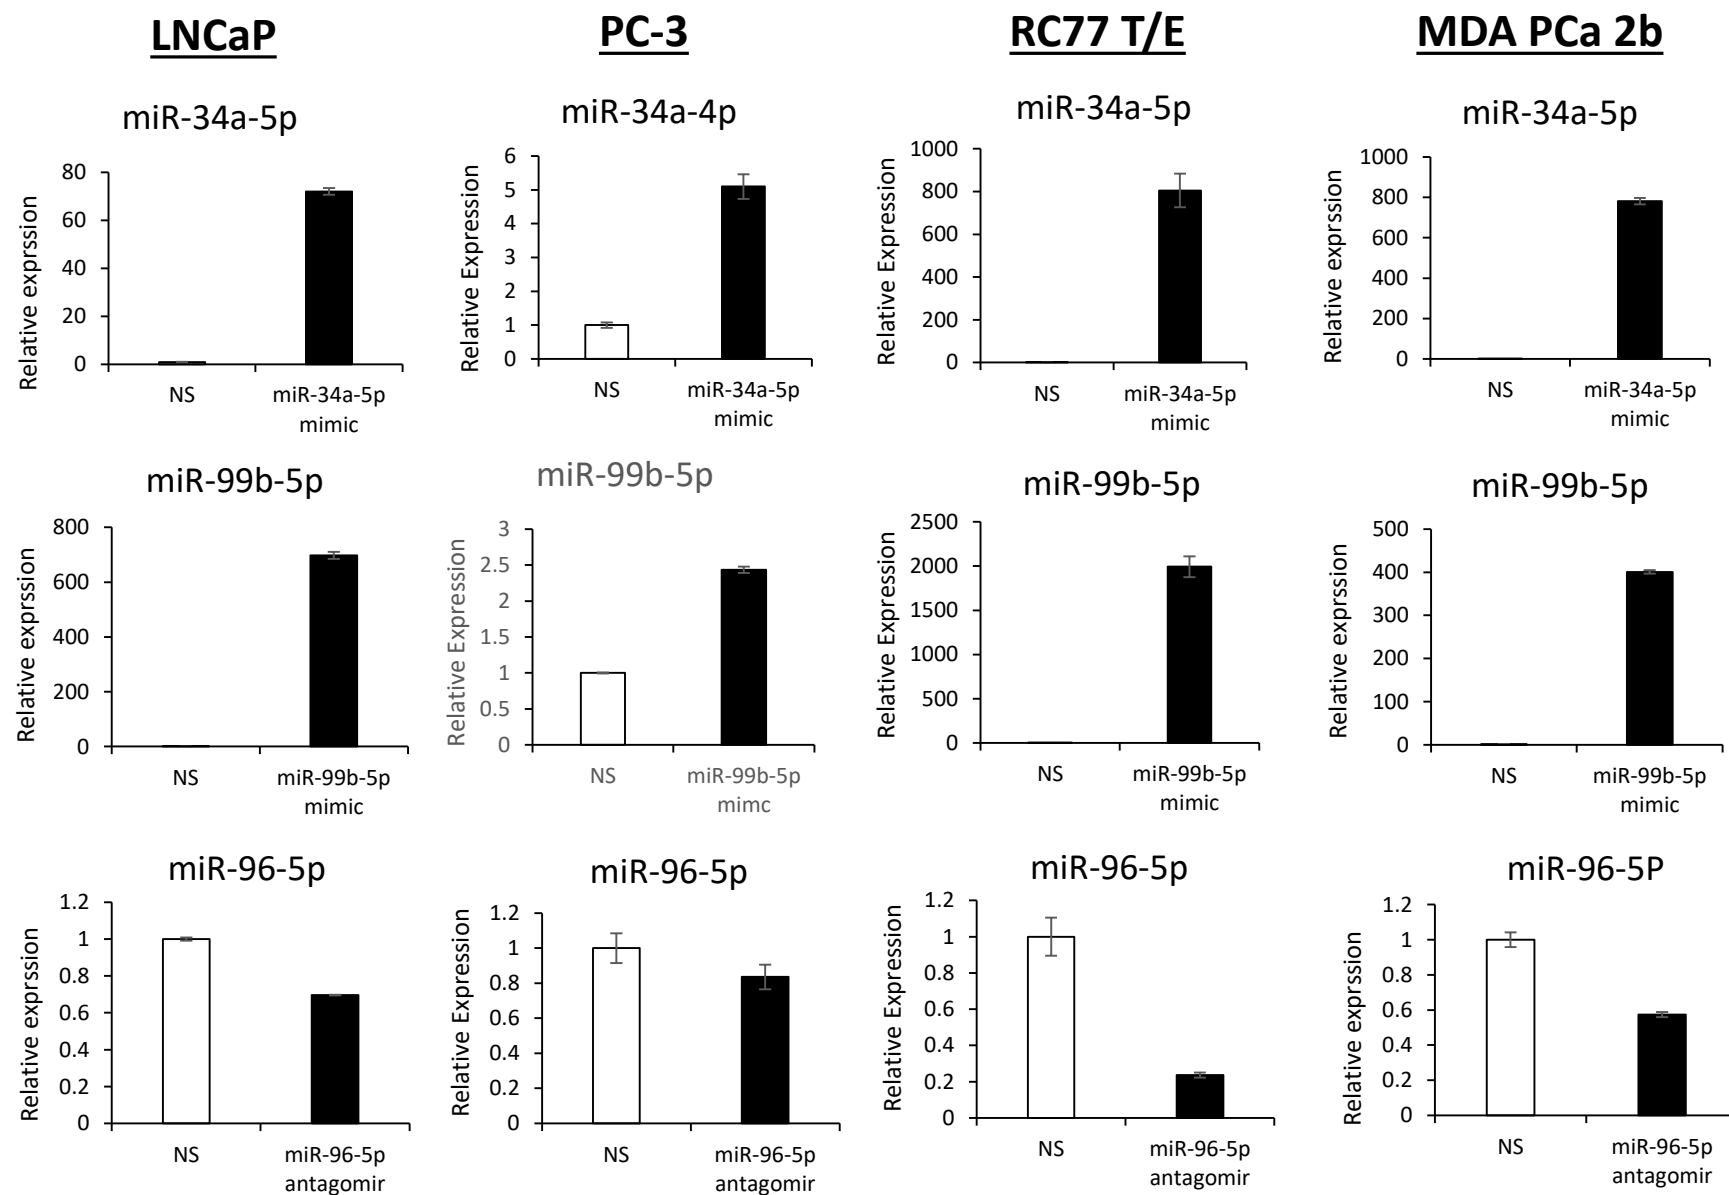 LNCaP
PC-3
RC77 T/E
MDA PCa 2b
miR-34a-5p
Relative exprssion
80
60
40
20
0
NS
miR-34a-5p
mimic
miR-34a-4p
Relative Expression
6
5
4
3
2
1
0
NS
miR-34a-5p
mimic
miR-34a-5p
Relative Expression
1000
800
600
400
200
0
NS
miR-34a-5p
mimic
miR-34a-5p
Relative exprssion
1000
800
600
400
200
0
NS
miR-34a-5p
mimic
miR-99b-5p
Relative exprssion
800
600
400
200
0
NS
miR-99b-5p
mimic
miR-99b-5p
Relative Expression
3
2.5
2
1.5
1
0.5
0
NS
miR-99b-5p
mimc
miR-99b-5p
Relative Expression
2500
2000
1500
1000
500
0
NS
miR-99b-5p
mimic
miR-99b-5p
Relative exprssion
500
400
300
200
100
0
NS
miR-99b-5p
mimic
miR-96-5p
Relative exprssion
1.2
1
0.8
0.6
0.4
0.2
0
NS
miR-96-5p
antagomir
miR-96-5p
Relative Expression
1.2
1
0.8
0.6
0.4
0.2
0
NS
miR-96-5p
antagomir
miR-96-5p
Relative Expression
1.2
1
0.8
0.6
0.4
0.2
0
NS
miR-96-5p
antagomir
miR-96-5P
Relative exprssion
1.2
1
0.8
0.6
0.4
0.2
0
NS
miR-96-5p
antagomir